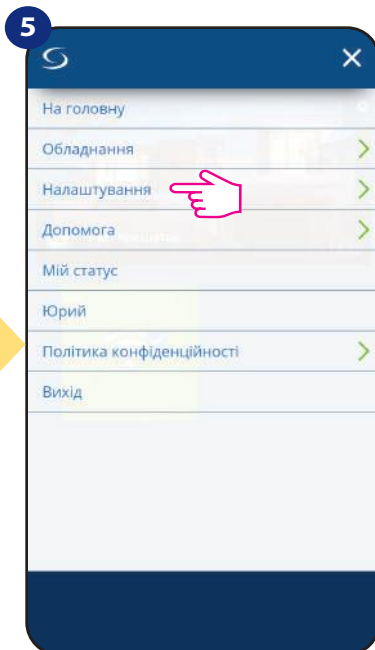 5
На головну
Обладнання
Налаштування
Допомога
Мій статус
Юрий
Політика конфіденційності
Вихід